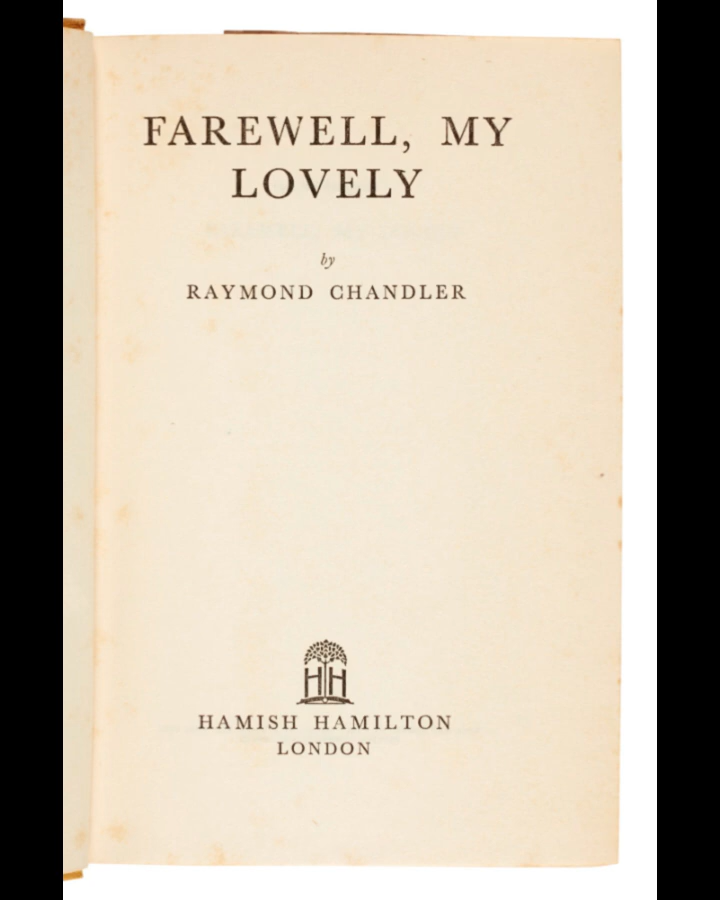 FAREWELL, MY
LOVELY
by
RAYMOND CHANDLER
HH
HAMISH HAMILTON
LONDON